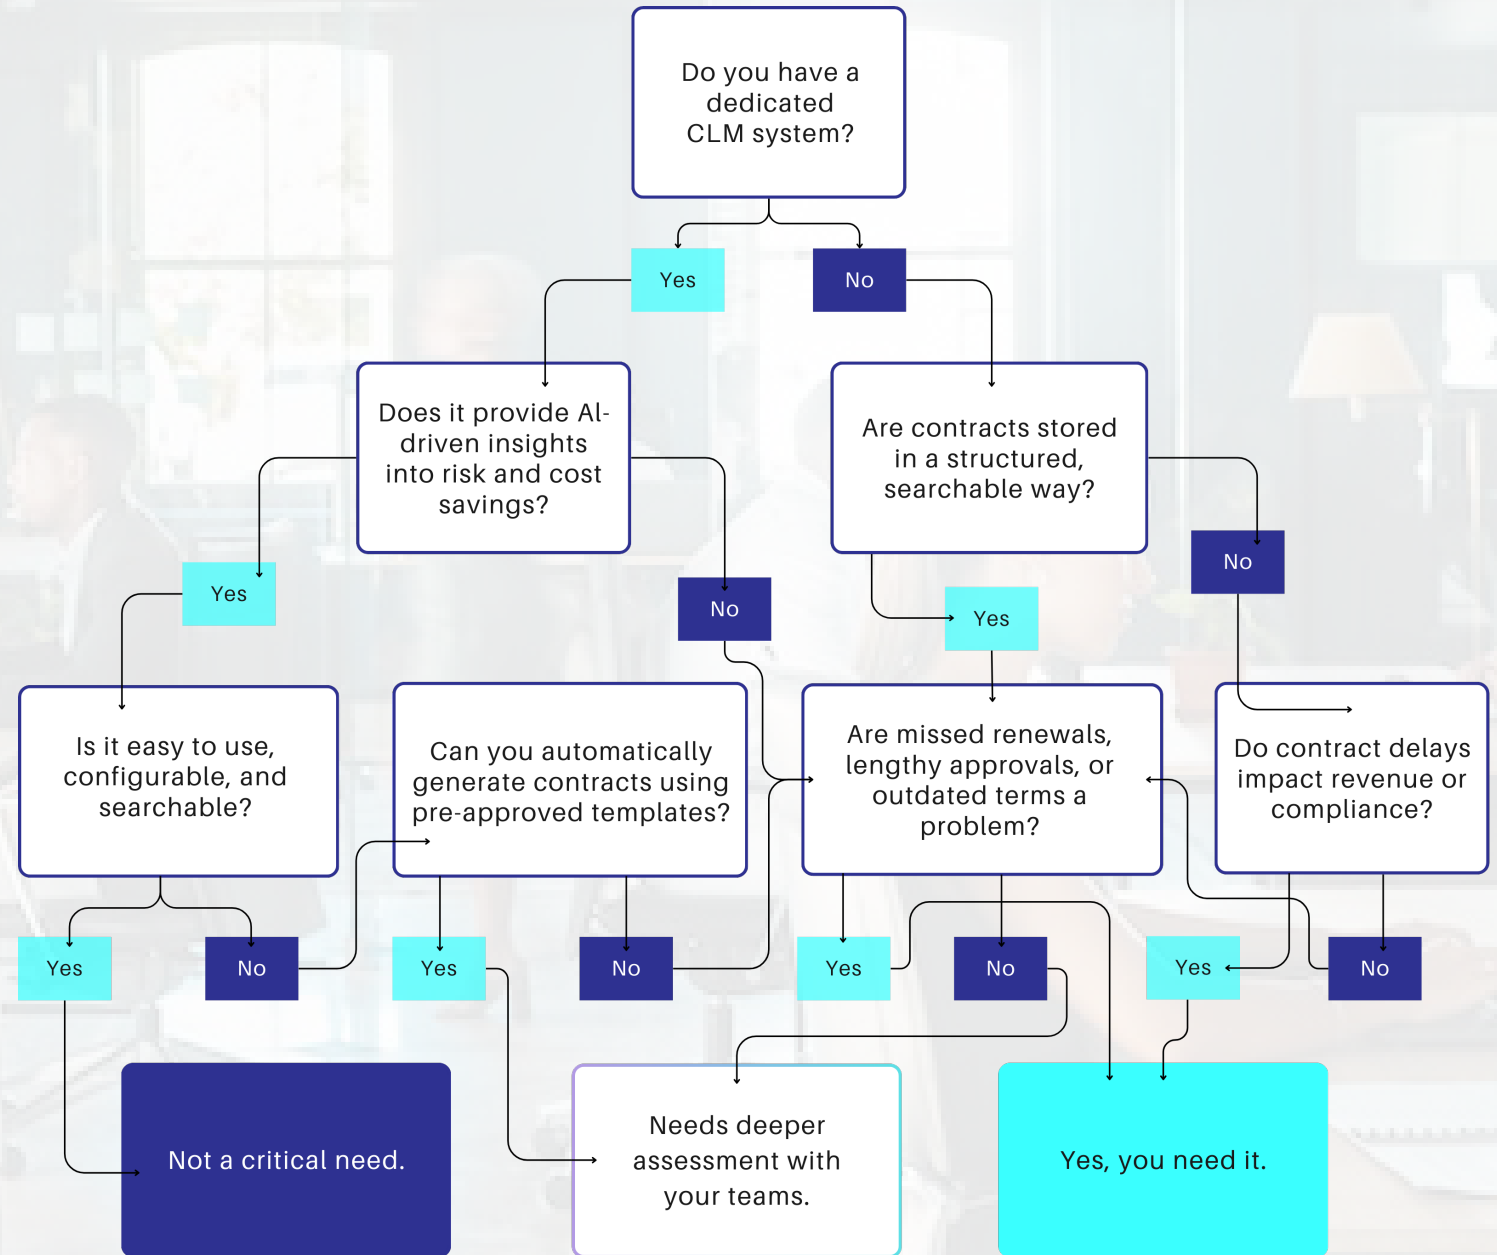 Do you have a
dedicated
CLM system?
Yes
No
Does it provide AI-
driven insights
into risk and cost
savings?
Are contracts stored
in a structured,
searchable way?
Yes
No
Yes
No
Is it easy to use,
configurable, and
searchable?
Can you automatically
generate contracts using
pre-approved templates?
Are missed renewals,
lengthy approvals, or
outdated terms a
problem?
Do contract delays
impact revenue or
compliance?
Yes
No
Yes
No
Yes
No
Yes
No
Not a critical need.
Needs deeper
assessment with
your teams.
Yes, you need it.